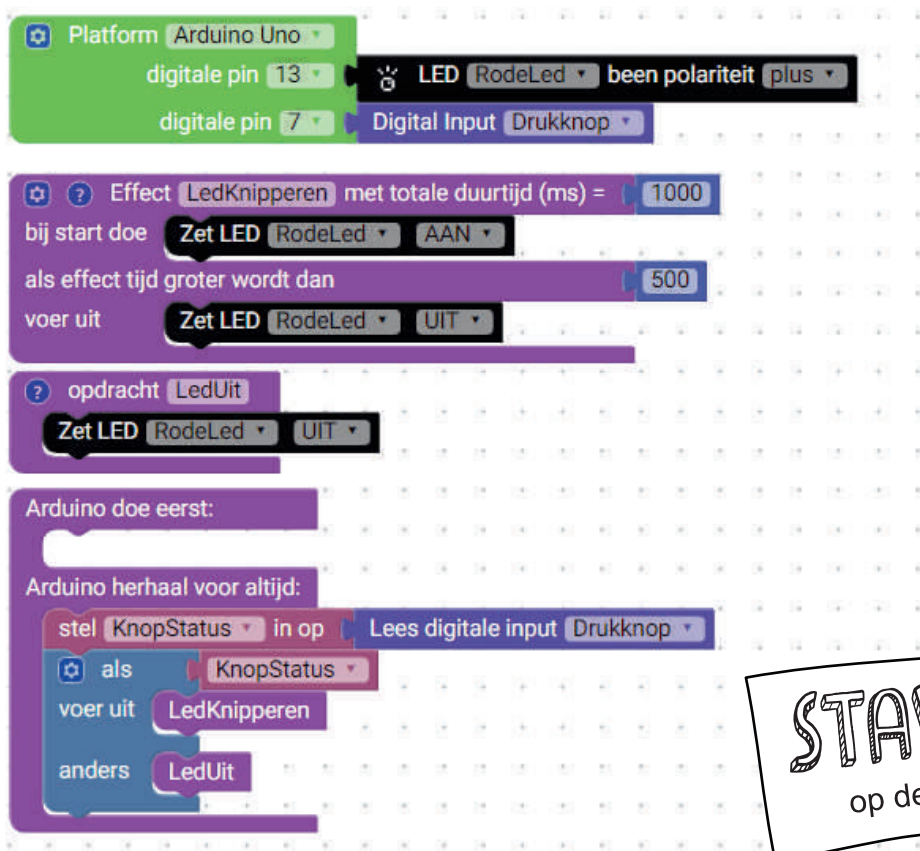 Platform Arduino Uno
digitale pin 13 LED RodeLed been polariteit plus
digitale pin 7 Digital Input Drukknop
Effect LedKnipperen met totale duurtijd (ms) = 1000
bij start doe Zet LED RodeLed AAN
als effect tijd groter wordt dan 500
voer uit Zet LED RodeLed UIT
? opdracht LedUit
Zet LED RodeLed UIT
Arduino doe eerst:
Arduino herhaal voor altijd:
stel KnopStatus in op Lees digitale input Drukknop
als KnopStatus
voer uit LedKnipperen
anders LedUit
op de